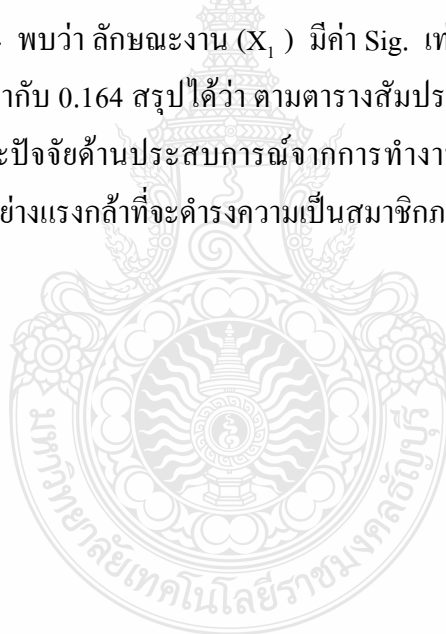 พบว่า ลักษณะงาน (X₁) มีค่า Sig.
ากับ 0.164 สรุปได้ว่า ตามตารางสัมประ
ะปัจจัยด้านประสบการณ์จากการทำงา
ย่างแรงกล้าที่จะดำรงความเป็นสมาชิกภ
มหาวิทยาลัยเทคโนโลยีราชมงคลธัญบุรี